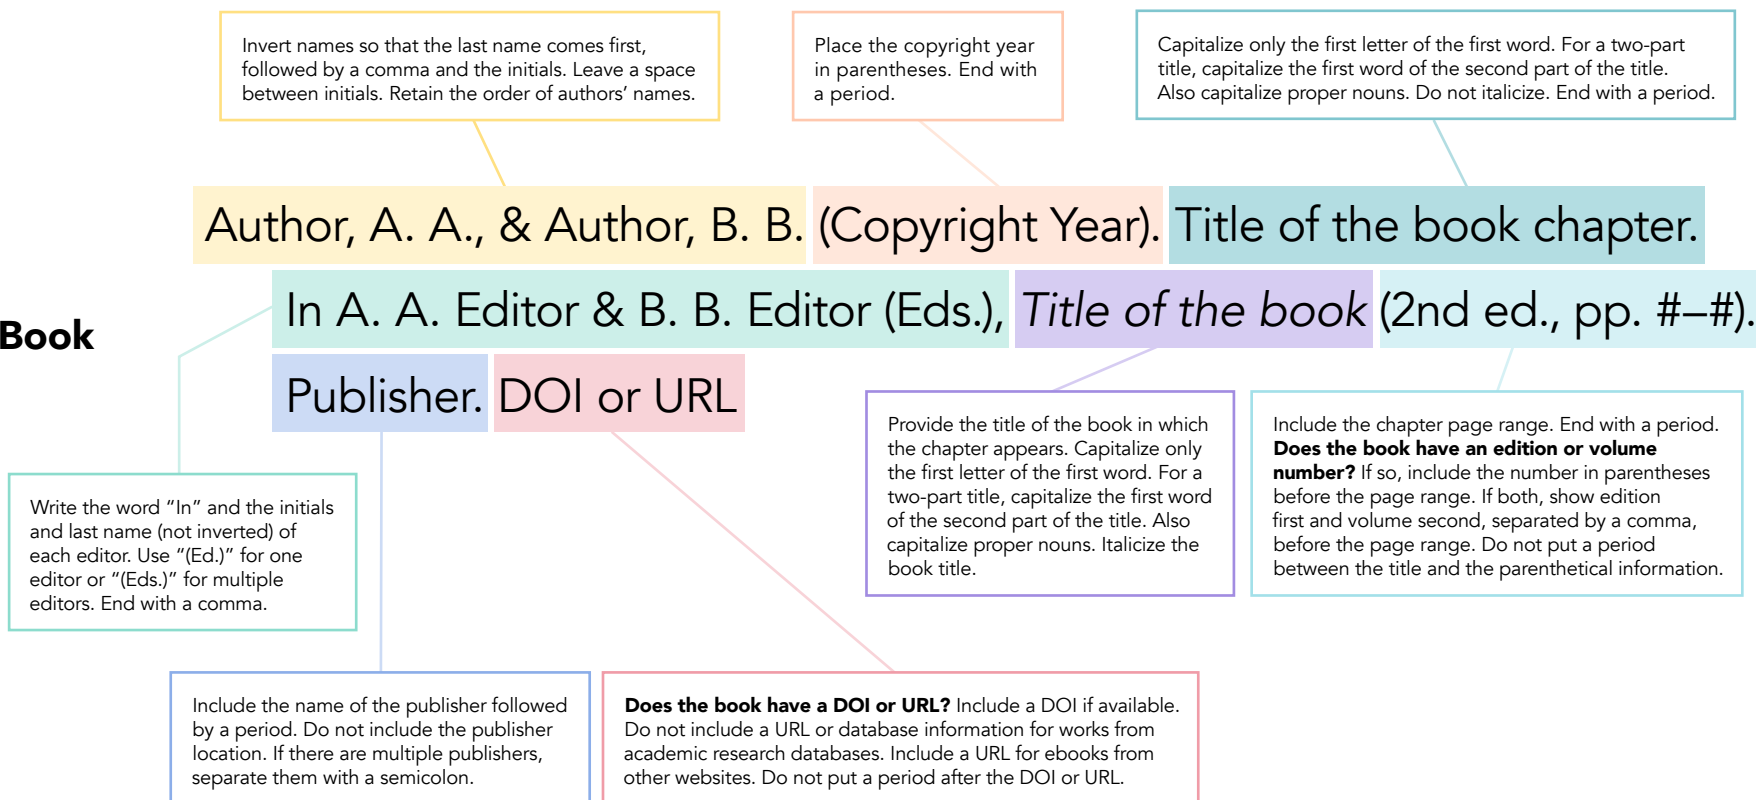 Invert names so that the last name comes first,
followed by a comma and the initials. Leave a space
between initials. Retain the order of authors’ names.
Place the copyright year
in parentheses. End with
a period.
Capitalize only the first letter of the first word. For a two-part
title, capitalize the first word of the second part of the title.
Also capitalize proper nouns. Do not italicize. End with a period.
Author, A. A., & Author, B. B. (Copyright Year). Title of the book chapter.
In A. A. Editor & B. B. Editor (Eds.), Title of the book (2nd ed., pp. #–#).
Book
Publisher. DOI or URL
Provide the title of the book in which
the chapter appears. Capitalize only
the first letter of the first word. For a
two-part title, capitalize the first word
of the second part of the title. Also
capitalize proper nouns. Italicize the
book title.
Include the chapter page range. End with a period.
Does the book have an edition or volume
number? If so, include the number in parentheses
before the page range. If both, show edition
first and volume second, separated by a comma,
before the page range. Do not put a period
between the title and the parenthetical information.
Write the word “In” and the initials
and last name (not inverted) of
each editor. Use “(Ed.)” for one
editor or “(Eds.)” for multiple
editors. End with a comma.
Include the name of the publisher followed
by a period. Do not include the publisher
location. If there are multiple publishers,
separate them with a semicolon.
Does the book have a DOI or URL? Include a DOI if available.
Do not include a URL or database information for works from
academic research databases. Include a URL for ebooks from
other websites. Do not put a period after the DOI or URL.